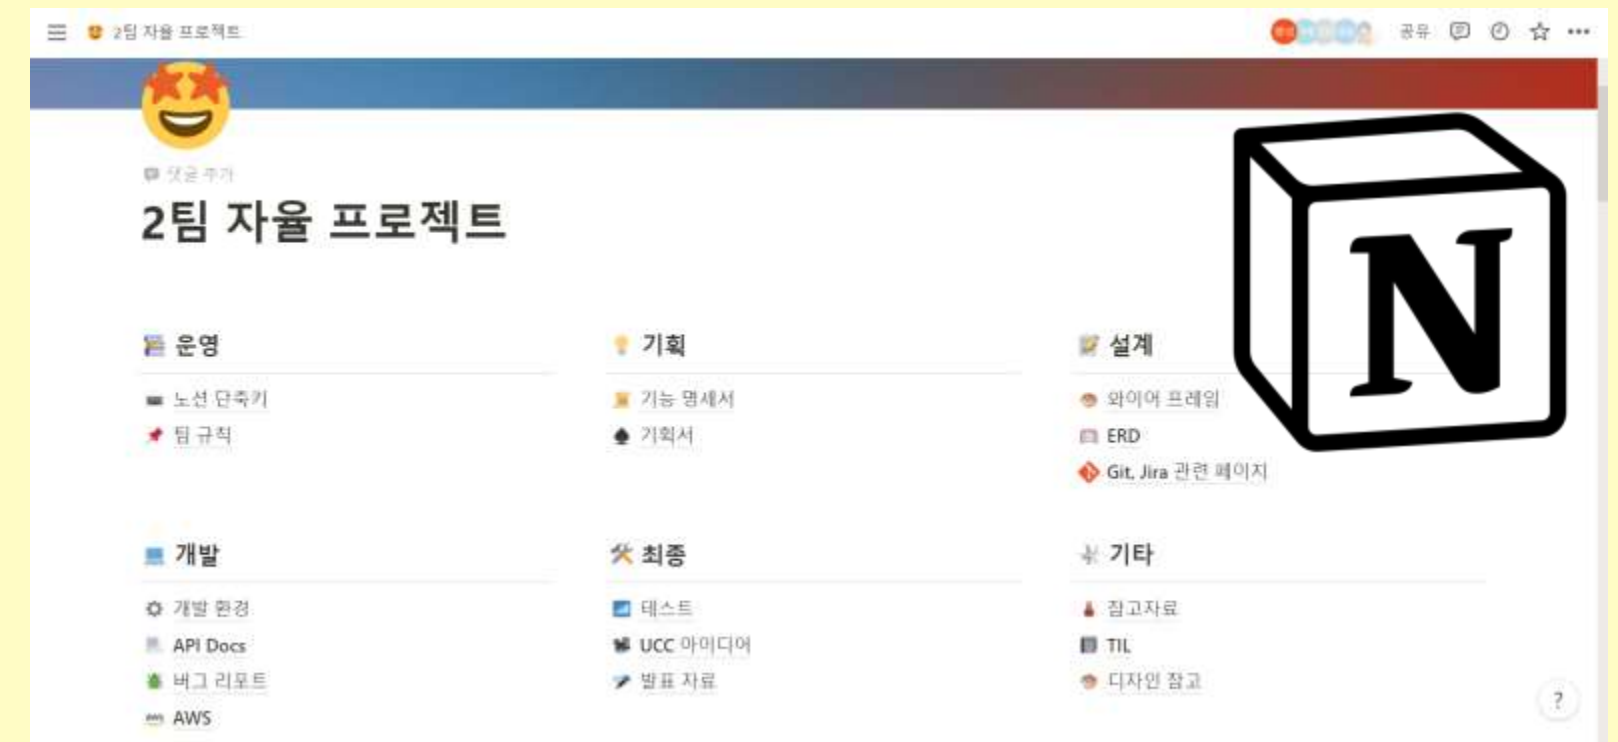 2팀 자율 프로젝트
공유
댓글 추가
2팀 자율 프로젝트
N
운영
노션 단축키
팀 규칙
기획
기능 명세서
기획서
설계
와이어 프레임
ERD
Git, Jira 관련 페이지
개발
개발 환경
API Docs
버그 리포트
AWS
최종
테스트
UCC 아이디어
발표 자료
기타
참고자료
TIL
디자인 참고
?